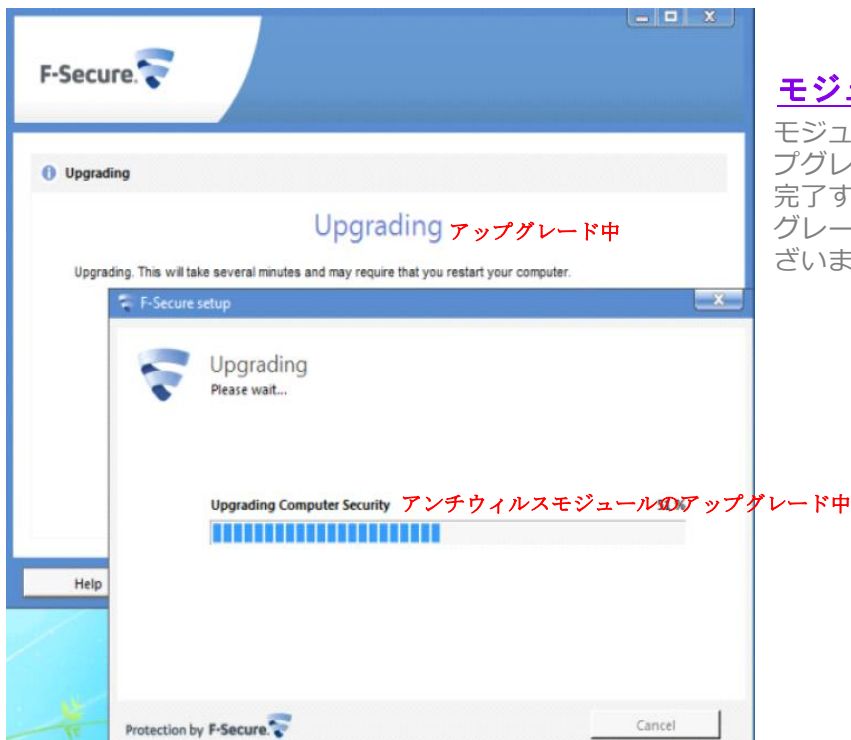 F-Secure.
Upgrading
Upgrading アップグレード中
Upgrading. This will take several minutes and may require that you restart your computer.
F-Secure setup
Upgrading
Please wait...
Upgrading Computer Security アンチウィルスモジュールのアップグレード中
Help
Protection by F-Secure.
Cancel
モジュ
プグレ
完了す
グレー
ざいま